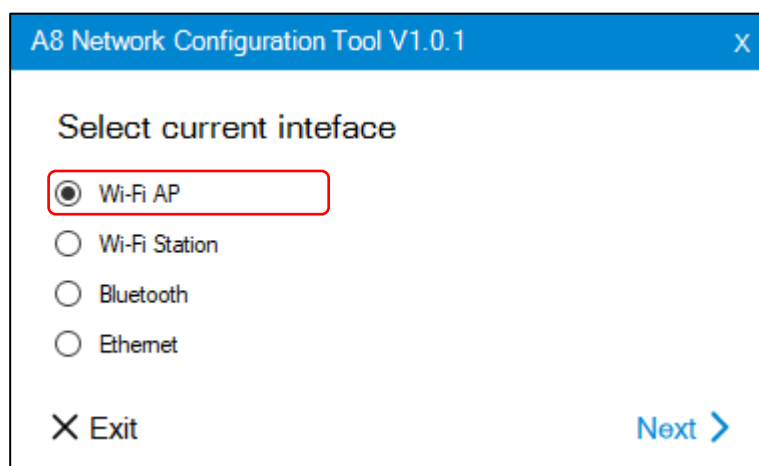 A8 Network Configuration Tool V1.0.1 X
Select current inteface
Wi-Fi AP
Wi-Fi Station
Bluetooth
Ethernet
Exit Next